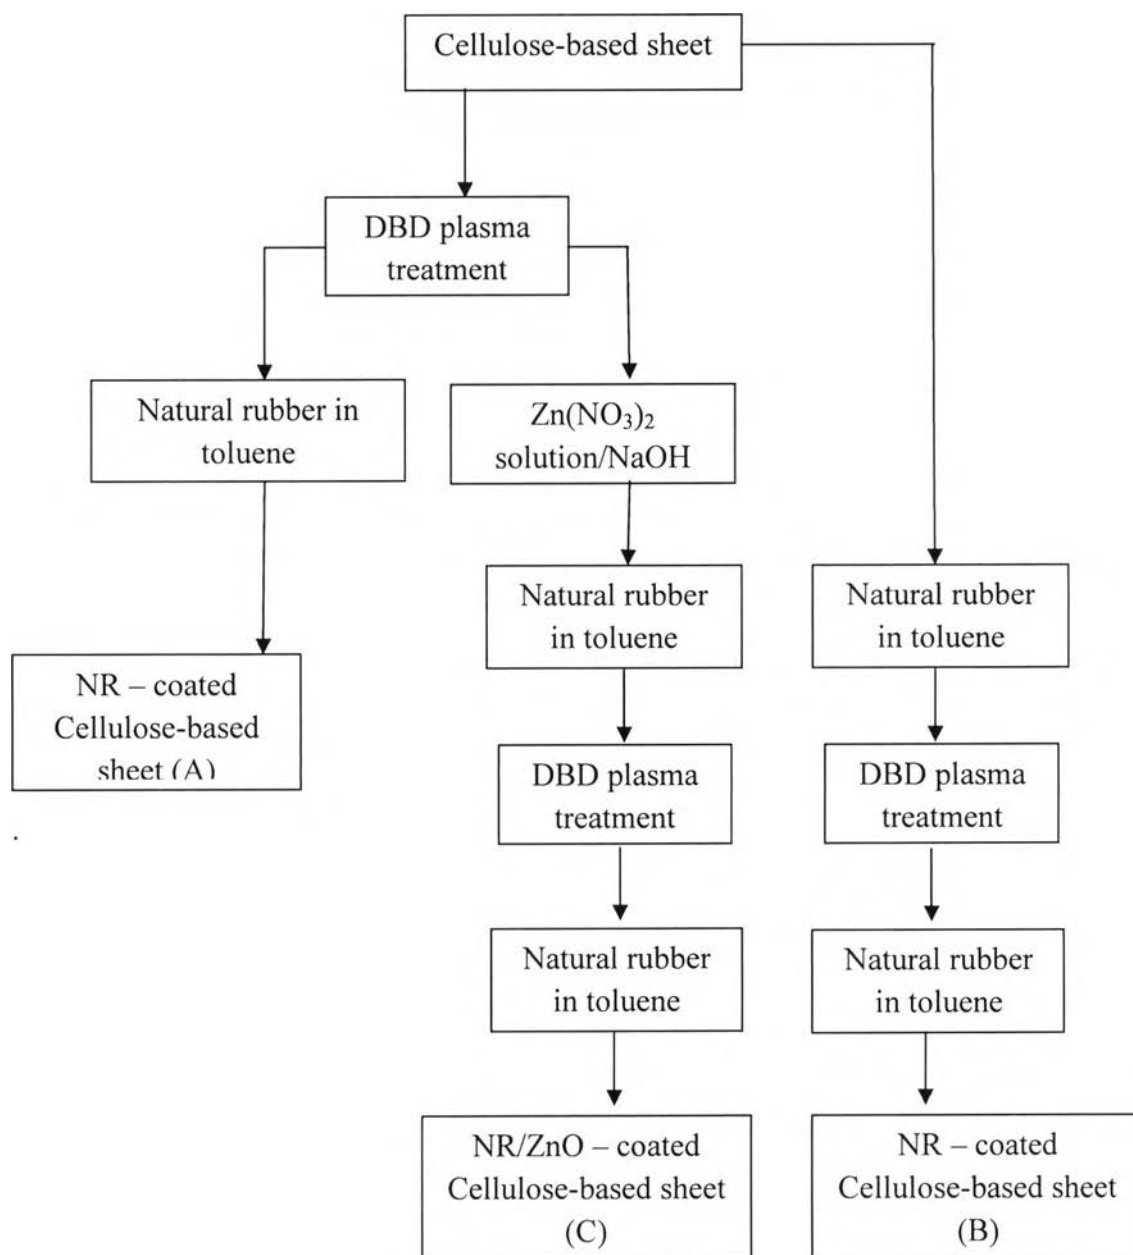 Cellulose-based sheet
DBD plasma
treatment
Natural rubber in
toluene
Zn(NO₃)₂
solution/NaOH
Natural rubber
in toluene
Natural rubber
in toluene
NR – coated
Cellulose-based
sheet (A)
DBD plasma
treatment
DBD plasma
treatment
Natural rubber
in toluene
Natural rubber
in toluene
NR/ZnO – coated
Cellulose-based sheet
(C)
NR – coated
Cellulose-based sheet
(B)